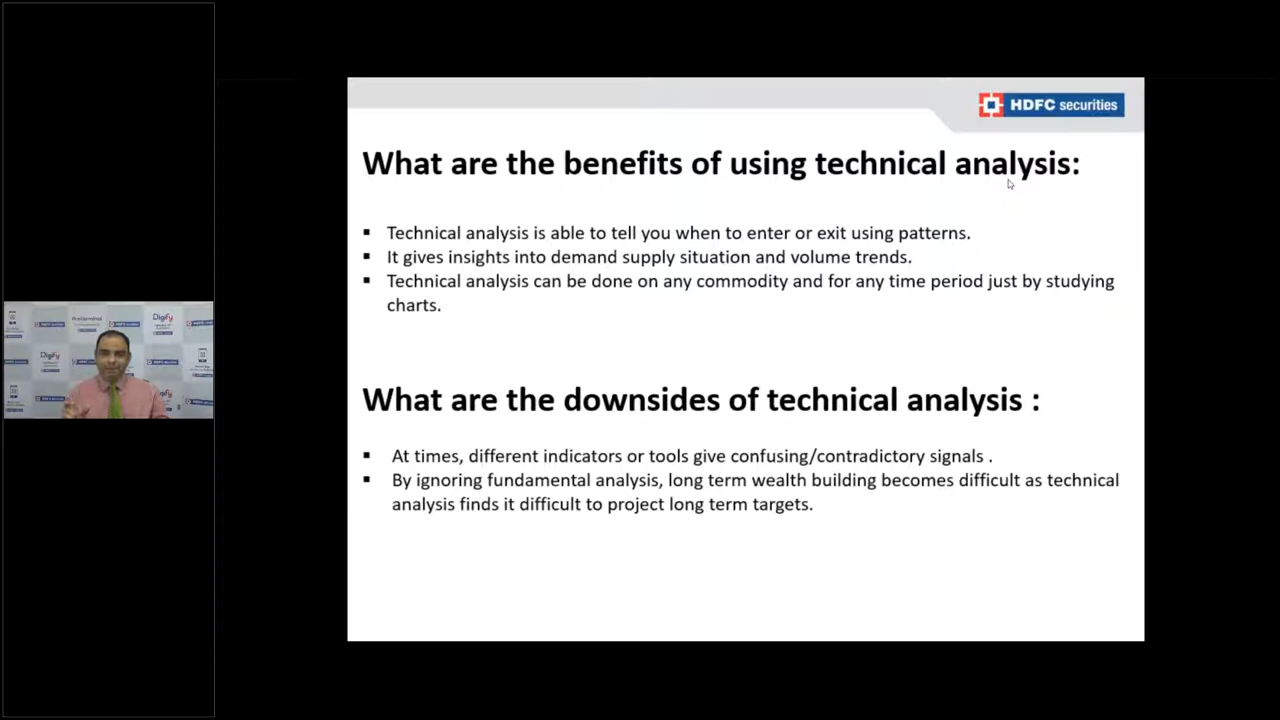 HDFC securities
What are the benefits of using technical analysis:
▪ Technical analysis is able to tell you when to enter or exit using patterns.
▪ It gives insights into demand supply situation and volume trends.
▪ Technical analysis can be done on any commodity and for any time period just by studying
charts.
What are the downsides of technical analysis :
▪ At times, different indicators or tools give confusing/contradictory signals .
▪ By ignoring fundamental analysis, long term wealth building becomes difficult as technical
analysis finds it difficult to project long term targets.
Digify
Digify